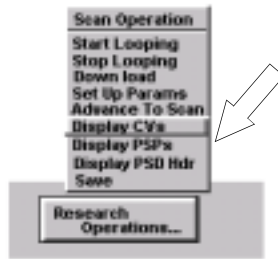 Scan Operation
Start Looping
Stop Looping
Down load
Set Up Params
Advance To Scan
Display CVs
Display PSPs
Display PSD Hdr
Save
Research
Operations...